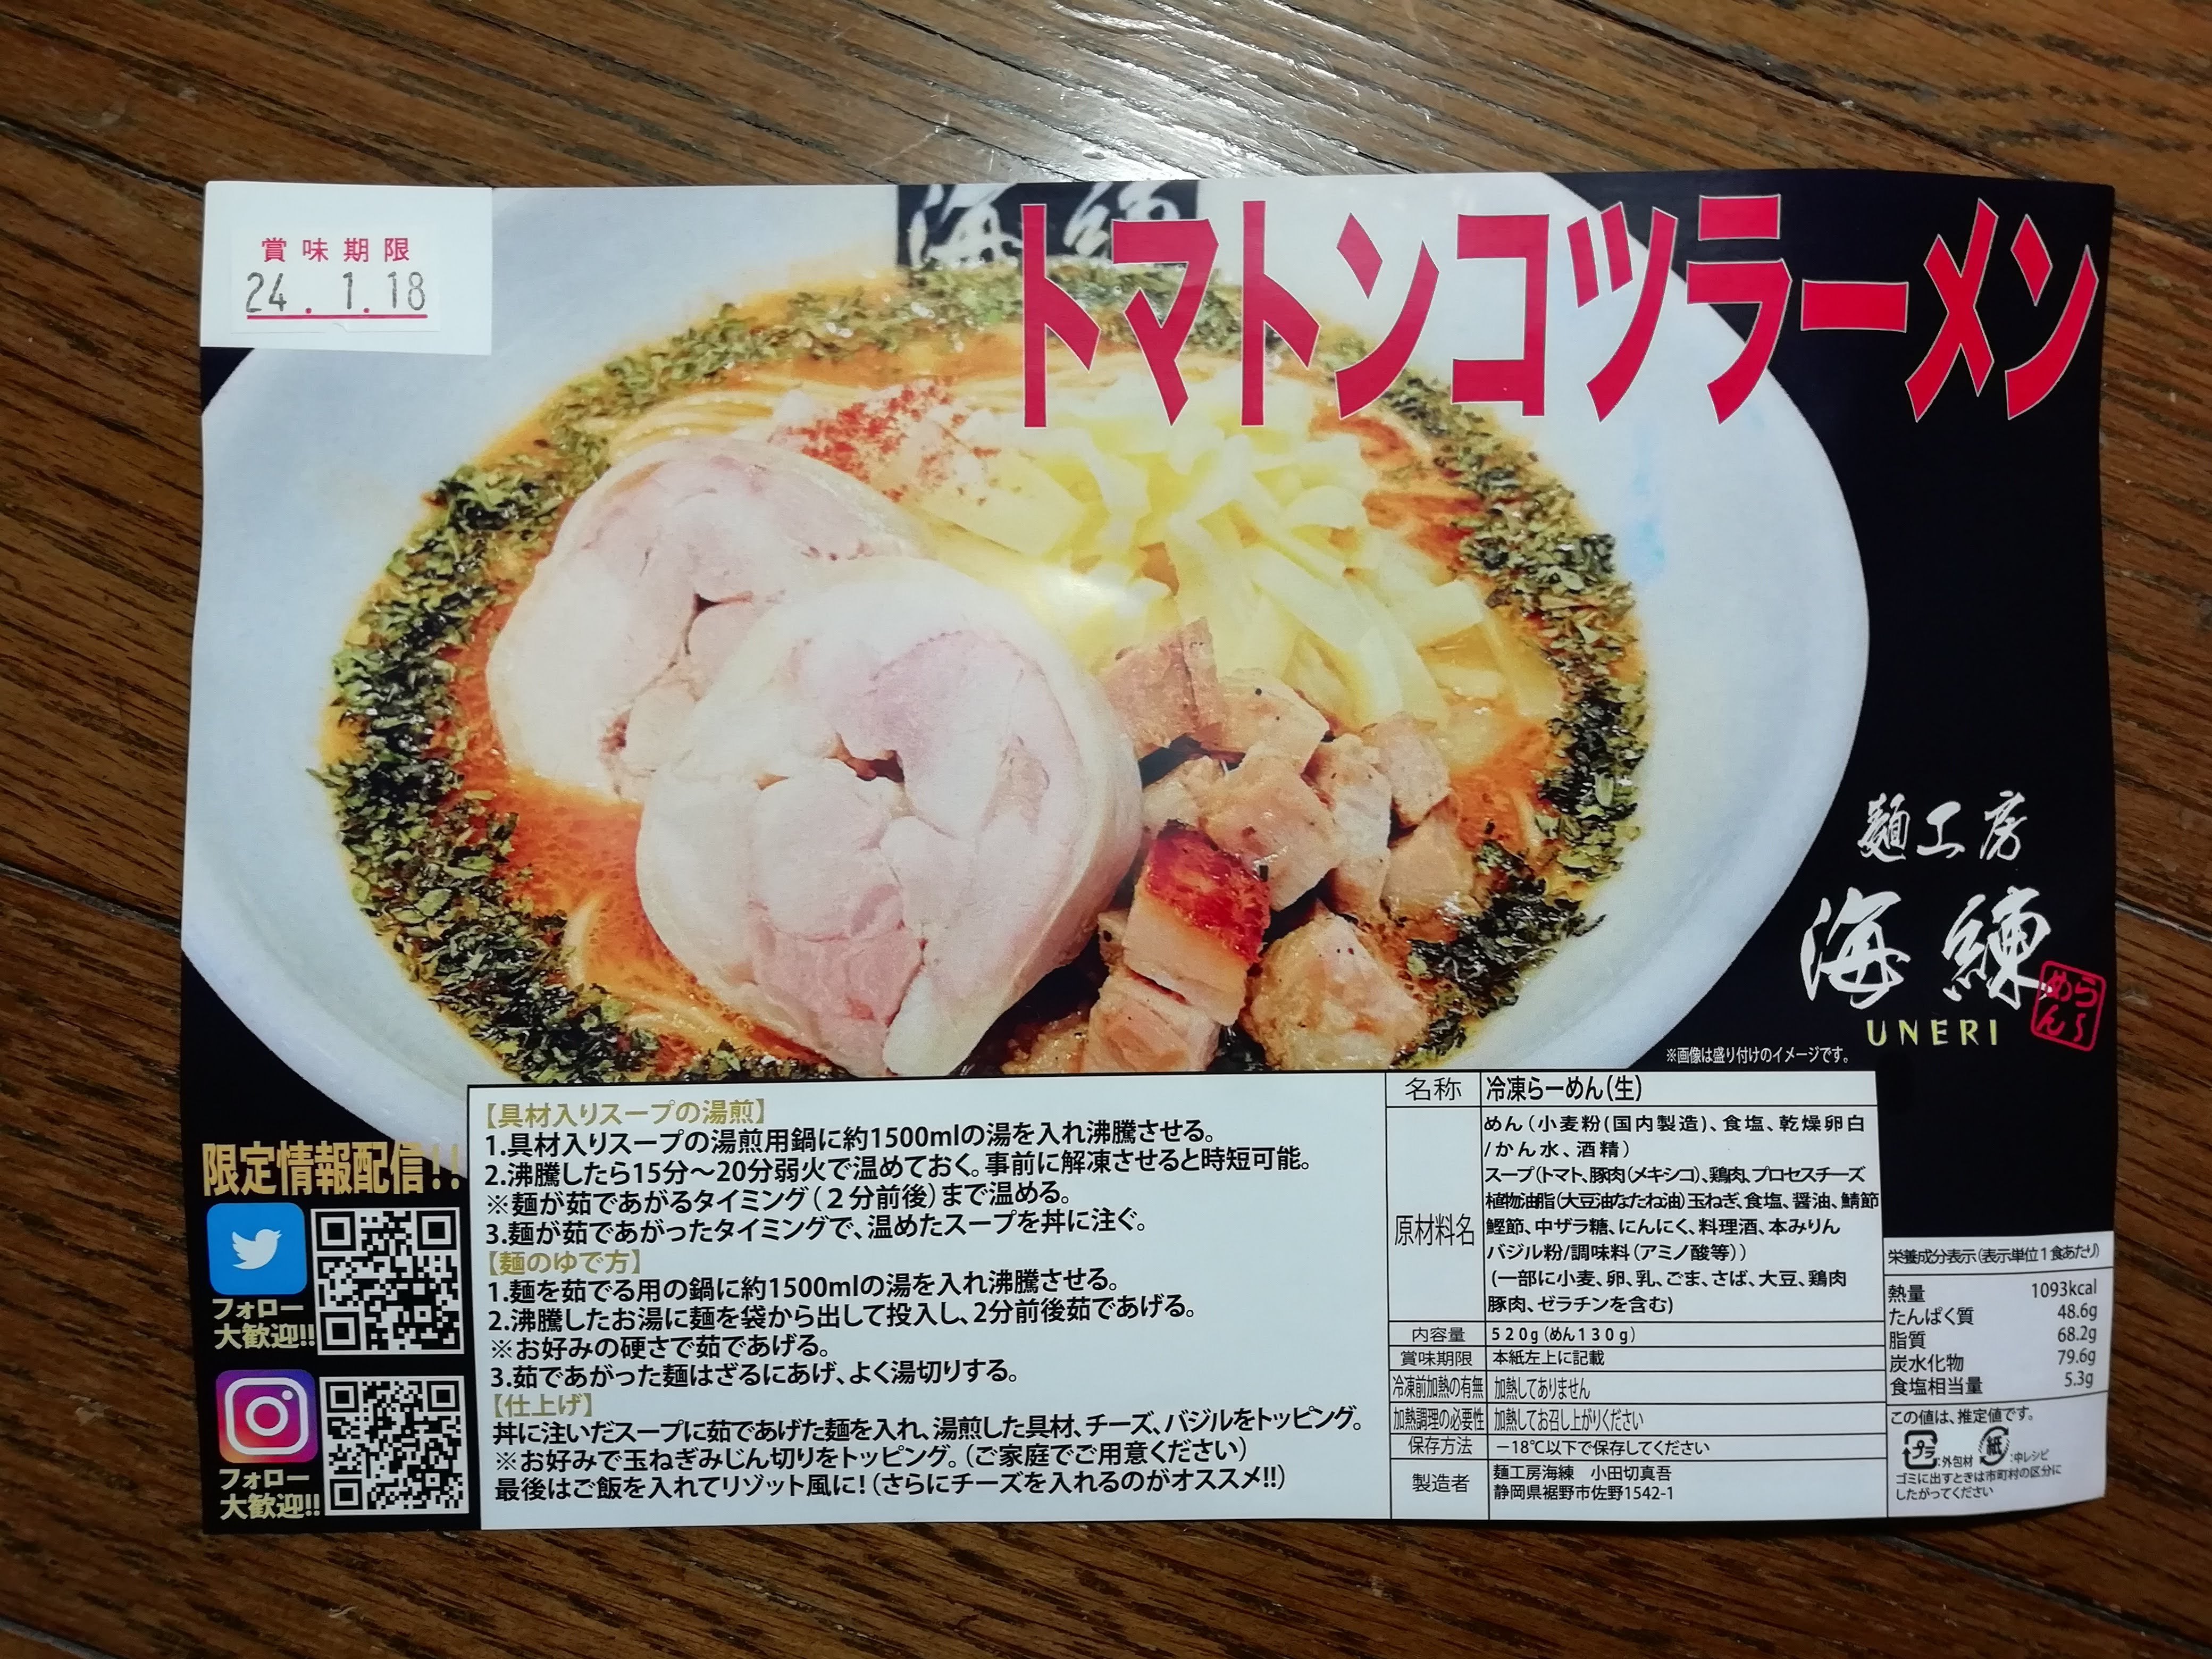 賞味期限
24.1.18
海練
トマトンコツラーメン
麺工房
海練
らーめん
UNERI
※画像は盛り付けのイメージです。
限定情報配信!!
フォロー
大歓迎!!
フォロー
大歓迎!!
【具材入りスープの湯煎】
1.具材入りスープの湯煎用鍋に約1500mlの湯を入れ沸騰させる。
2.沸騰したら15分～20分弱火で温めておく。事前に解凍させると時短可能。
※麺が茹であがるタイミング(2分前後)まで温める。
3.麺が茹であがったタイミングで、温めたスープを丼に注ぐ。
【麺のゆで方】
1.麺を茹でる用の鍋に約1500mlの湯を入れ沸騰させる。
2.沸騰したお湯に麺を袋から出して投入し、2分前後茹であげる。
※お好みの硬さで茹であげる。
3.茹であがった麺はざるにあげ、よく湯切りする。
【仕上げ】
丼に注いだスープに茹であげた麺を入れ、湯煎した具材、チーズ、バジルをトッピング。
※お好みで玉ねぎみじん切りをトッピング。(ご家庭でご用意ください)
最後はご飯を入れてリゾット風に!(さらにチーズを入れるのがオススメ!!)
名称 冷凍らーめん(生)
原材料名
めん(小麦粉(国内製造)、食塩、乾燥卵白
/かん水、酒精)
スープ(トマト、豚肉(メキシコ)、鶏肉、プロセスチーズ
植物油脂(大豆油なたね油)玉ねぎ、食塩、醤油、鯖節
鰹節、中ザラ糖、にんにく、料理酒、本みりん
バジル粉/調味料(アミノ酸等))
(一部に小麦、卵、乳、ごま、さば、大豆、鶏肉
豚肉、ゼラチンを含む)
内容量 520g(めん130g)
賞味期限 本紙左上に記載
冷凍前加熱の有無 加熱してありません
加熱調理の必要性 加熱してお召し上がりください
保存方法 －18℃以下で保存してください
製造者 麺工房海練 小田切真吾
静岡県裾野市佐野1542-1
栄養成分表示(表示単位1食あたり)
熱量 1093kcal
たんぱく質 48.6g
脂質 68.2g
炭水化物 79.6g
食塩相当量 5.3g
この値は、推定値です。
プラ :外包材 紙 :中レシピ
ゴミに出すときは市町村の区分に
したがってください